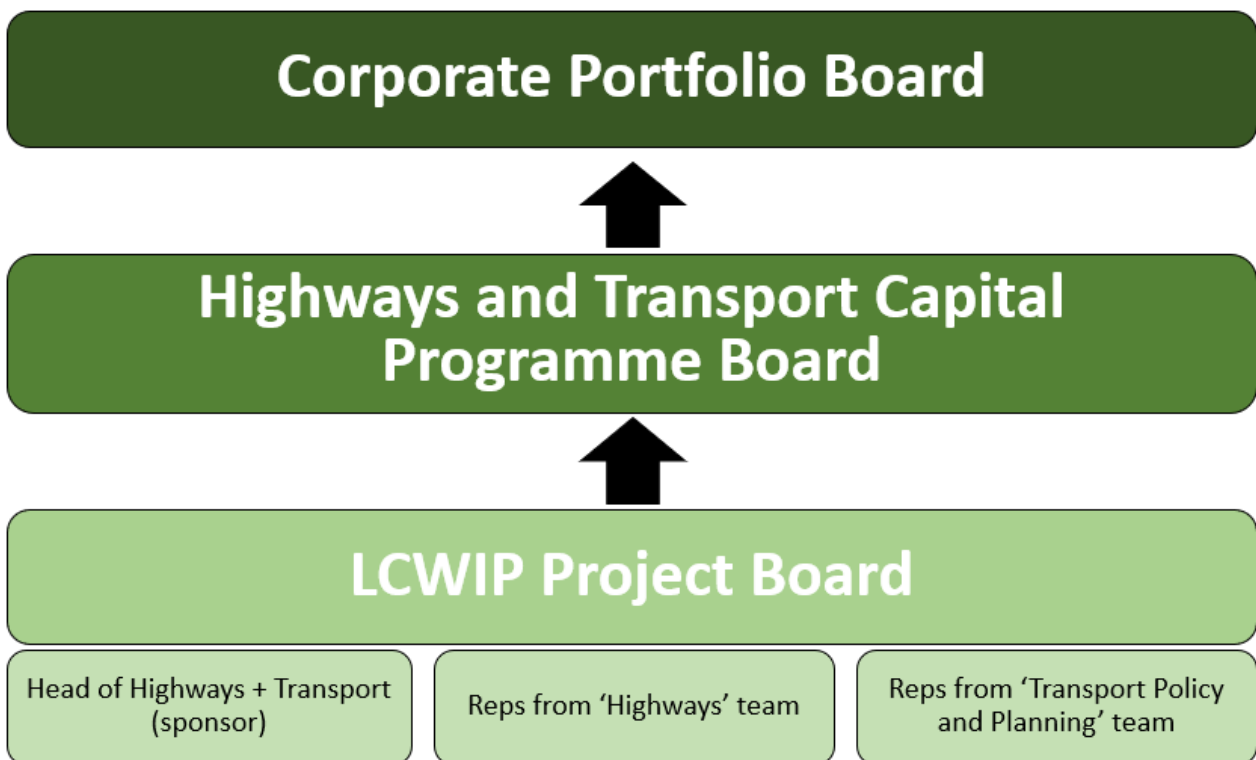 Corporate Portfolio Board
Highways and Transport Capital
Programme Board
LCWIP Project Board
Head of Highways + Transport
(sponsor)
Reps from ‘Highways’ team
Reps from ‘Transport Policy
and Planning’ team